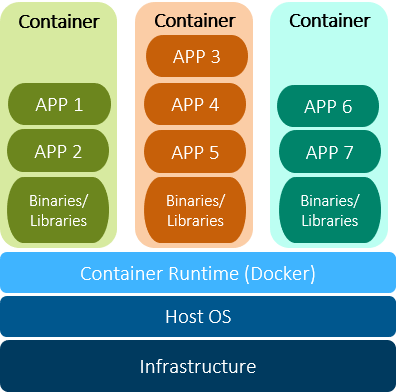 Container
APP 1
APP 2
Binaries/
Libraries
Container
APP 3
APP 4
APP 5
Binaries/
Libraries
Container
APP 6
APP 7
Binaries/
Libraries
Container Runtime (Docker)
Host OS
Infrastructure